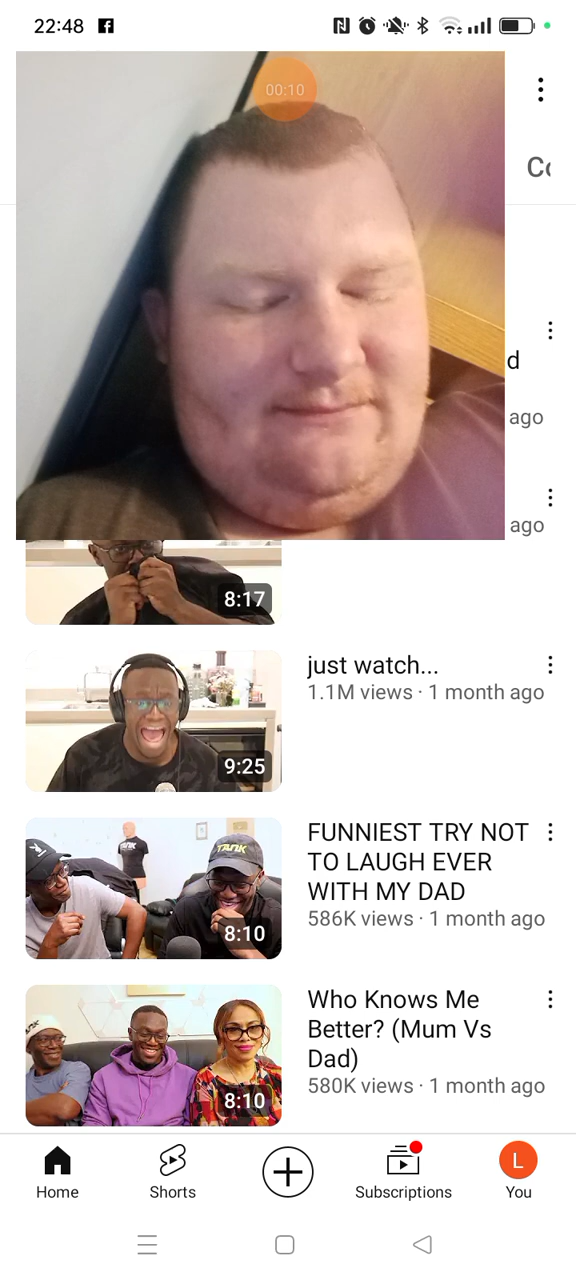 22:48
00:10
Co
d
ago
ago
8:17
just watch...
1.1M views · 1 month ago
9:25
FUNNIEST TRY NOT
TO LAUGH EVER
WITH MY DAD
586K views · 1 month ago
TANK
TANK
8:10
Who Knows Me
Better? (Mum Vs
Dad)
580K views · 1 month ago
8:10
Home
Shorts
Subscriptions
L
You